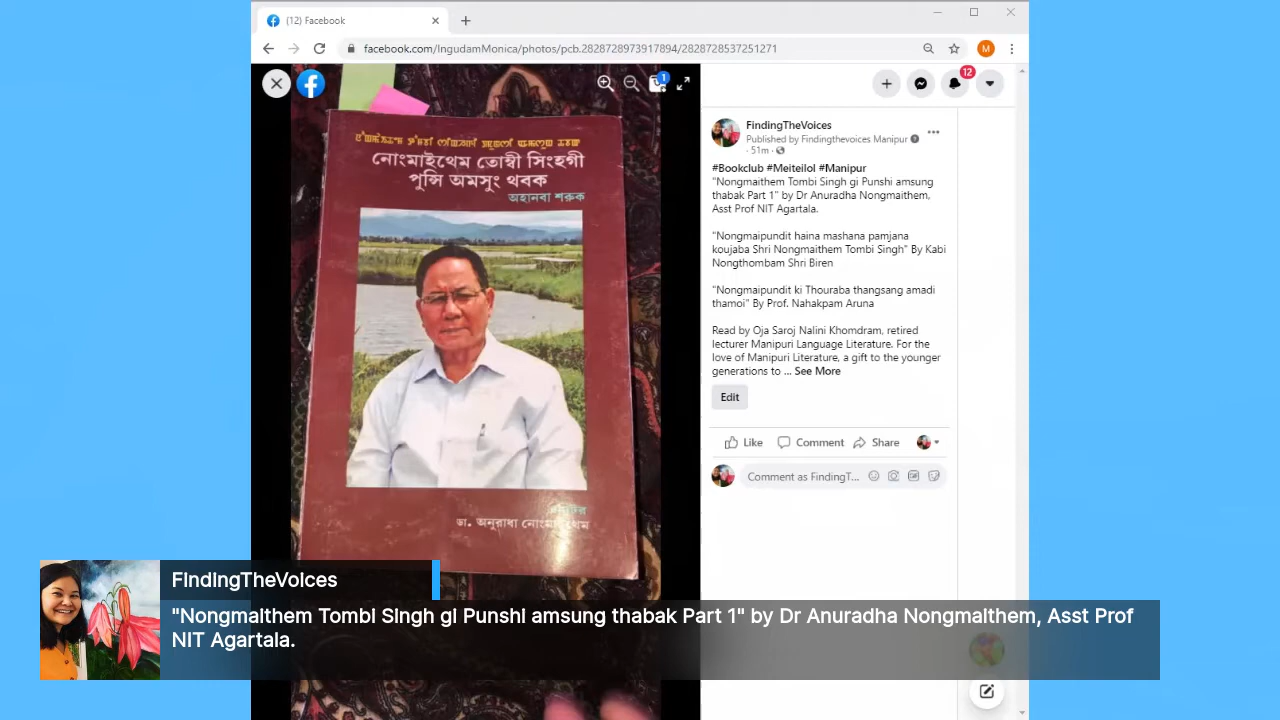 (12) Facebook
facebook.com/IngudamMonica/photos/pcb.2828728973917894/2828728537251271
M
1
12
নোংমাইথেম তোম্বী সিংহগী
পুন্সি অমসুং থবক
অহানবা শরুক
ডা. অনুরাধা নোংমাইথেম
FindingTheVoices
Published by Findingthevoices Manipur
· 51m ·
#Bookclub #Meiteilol #Manipur
"Nongmaithem Tombi Singh gi Punshi amsung
thabak Part 1" by Dr Anuradha Nongmaithem,
Asst Prof NIT Agartala.
"Nongmaipundit haina mashana pamjana
koujaba Shri Nongmaithem Tombi Singh" By Kabi
Nongthombam Shri Biren
"Nongmaipundit ki Thouraba thangsang amadi
thamoi" By Prof. Nahakpam Aruna
Read by Oja Saroj Nalini Khomdram, retired
lecturer Manipuri Language Literature. For the
love of Manipuri Literature, a gift to the younger
generations to ... See More
Edit
Like Comment Share
Comment as FindingT...
FindingTheVoices
"Nongmaithem Tombi Singh gi Punshi amsung thabak Part 1" by Dr Anuradha Nongmaithem, Asst Prof
NIT Agartala.